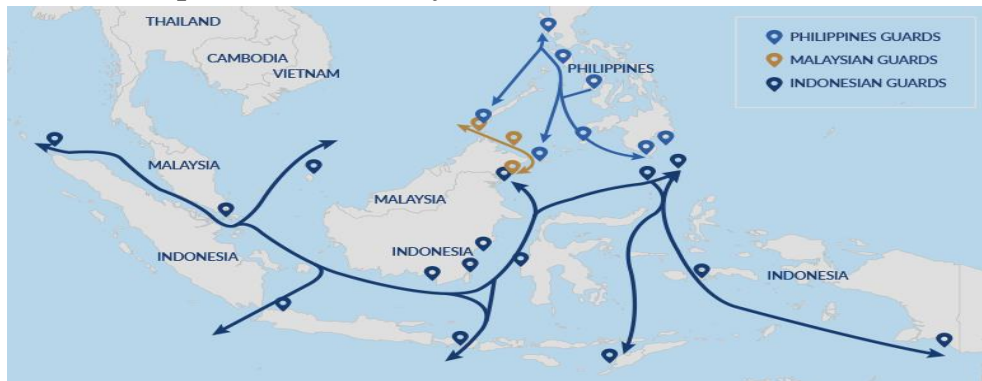 THAILAND
CAMBODIA
VIETNAM
PHILIPPINES
PHILIPPINES GUARDS
MALAYSIAN GUARDS
INDONESIAN GUARDS
MALAYSIA
MALAYSIA
INDONESIA
INDONESIA
INDONESIA